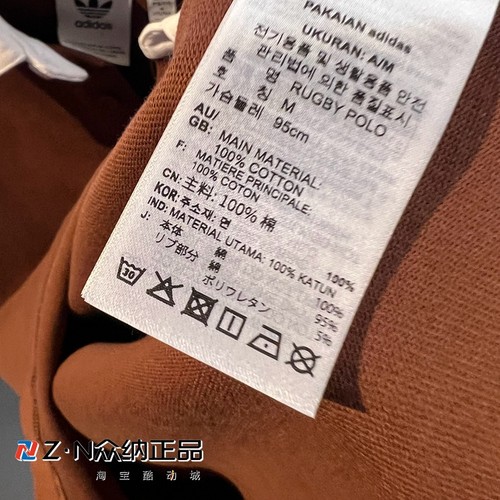 adidas
PAKAIAN adidas
UKURAN: A/M
전기용품 및 생활용품 안전
관리법에 의한 품질표시
품 명 RUGBY POLO
호 칭 M
가슴둘레 95cm
AU/
GB: MAIN MATERIAL:
100% COTTON
F: MATIERE PRINCIPALE:
100% COTON
CN: 主料: 100% 棉
KOR: 주소재: 면 100%
IND: MATERIAL UTAMA: 100% KATUN
J: 本体 綿 100%
リブ部分 綿 95%
ポリウレタン 5%
30
Z·N众纳正品
淘宝酷动城